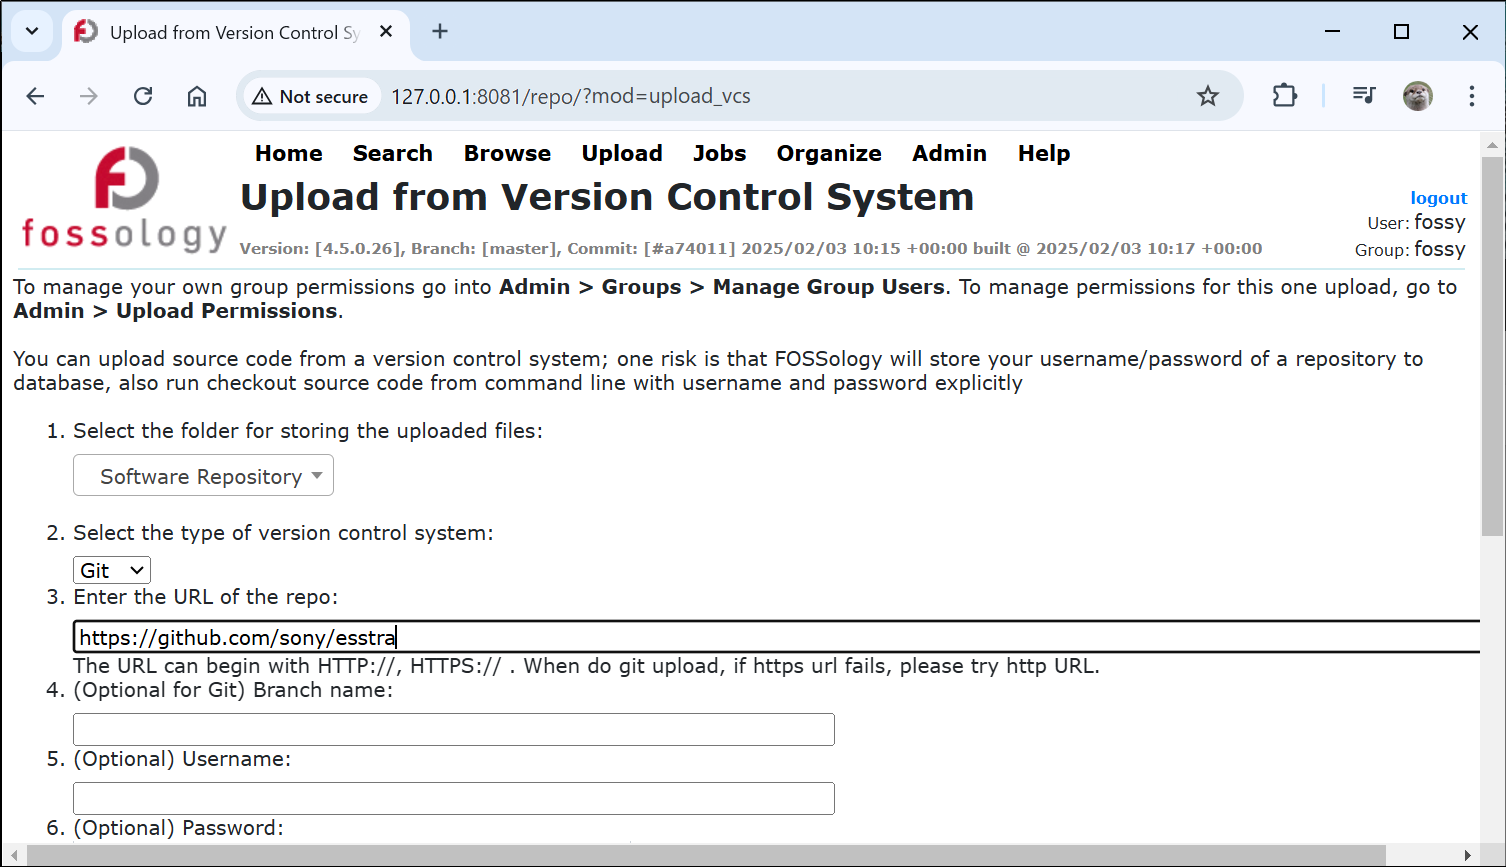 Upload from Version Control Sy
Not secure 127.0.0.1:8081/repo/?mod=upload_vcs
fossology
Home Search Browse Upload Jobs Organize Admin Help
Upload from Version Control System
Version: [4.5.0.26], Branch: [master], Commit: [#a74011] 2025/02/03 10:15 +00:00 built @ 2025/02/03 10:17 +00:00
logout
User: fossy
Group: fossy
To manage your own group permissions go into Admin > Groups > Manage Group Users. To manage permissions for this one upload, go to
Admin > Upload Permissions.
You can upload source code from a version control system; one risk is that FOSSology will store your username/password of a repository to
database, also run checkout source code from command line with username and password explicitly
1. Select the folder for storing the uploaded files:
Software Repository
2. Select the type of version control system:
Git
3. Enter the URL of the repo:
https://github.com/sony/esstra
The URL can begin with HTTP://, HTTPS:// . When do git upload, if https url fails, please try http URL.
4. (Optional for Git) Branch name:
5. (Optional) Username:
6. (Optional) Password: